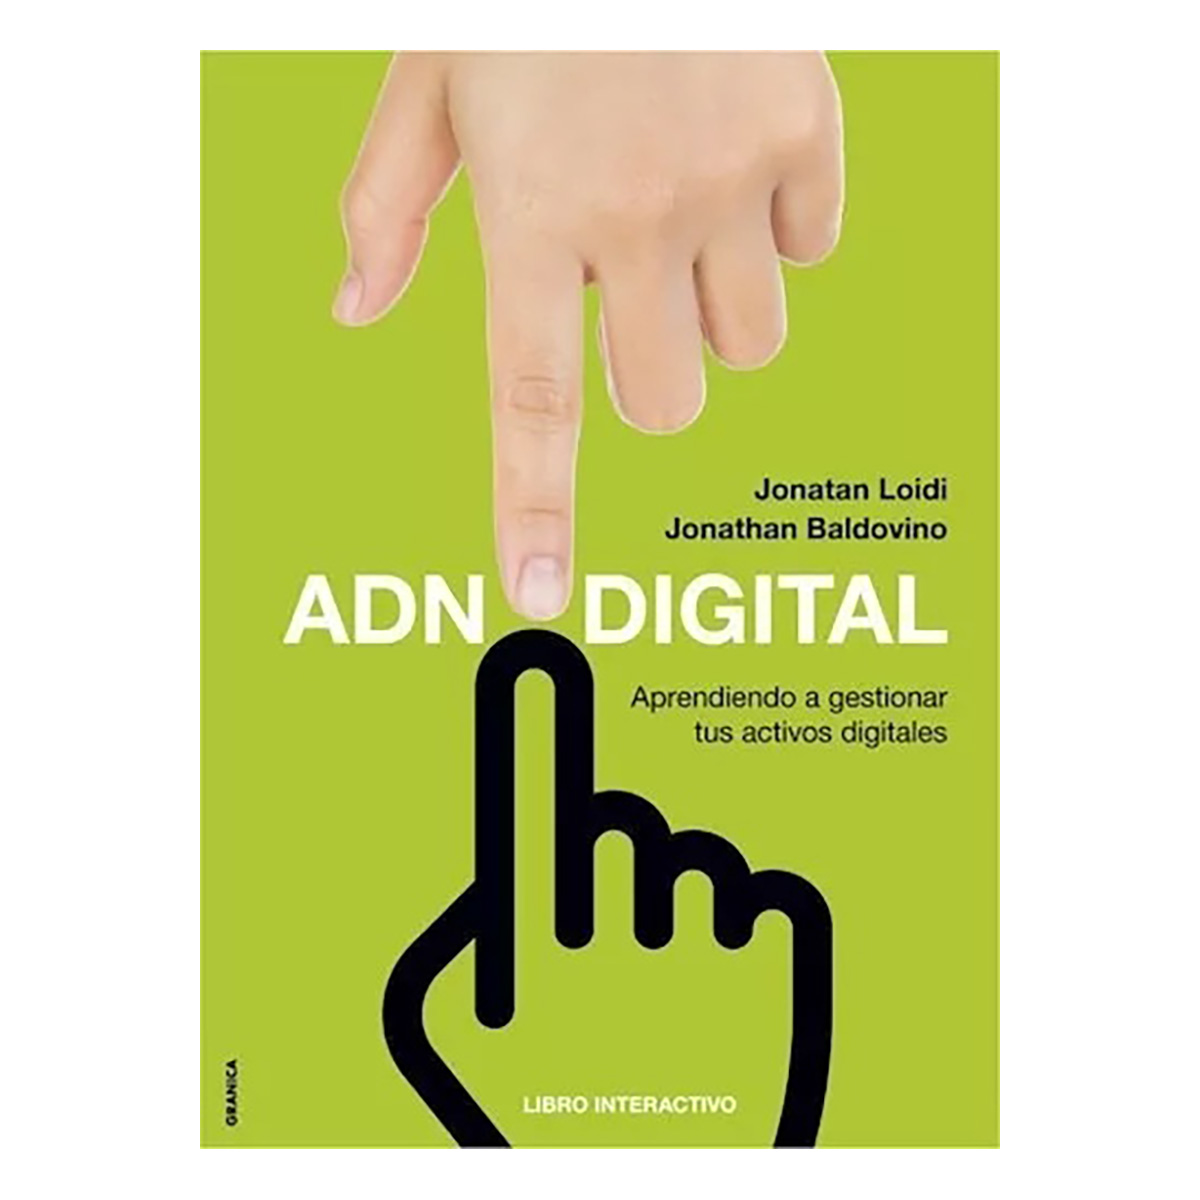 Jonatan Loidi
Jonathan Baldovino
ADN DIGITAL
Aprendiendo a gestionar
tus activos digitales
LIBRO INTERACTIVO
GRANICA